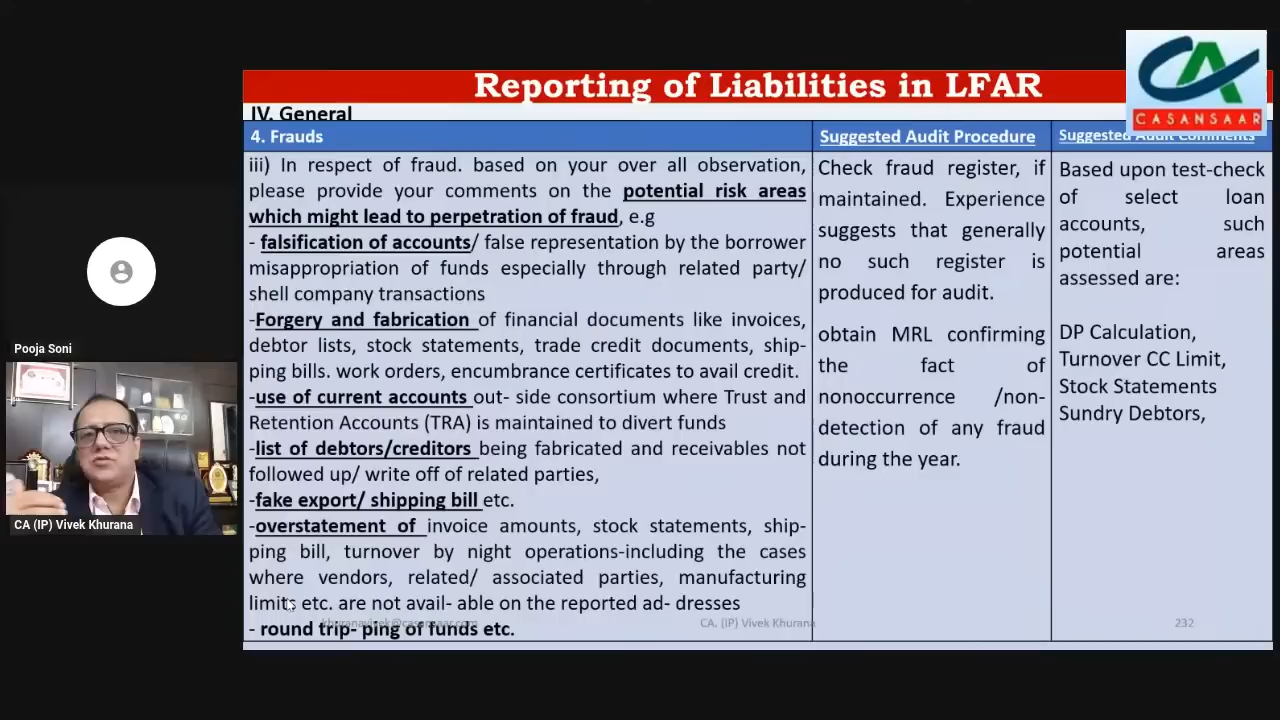 Reporting of Liabilities in LFAR
CA
CASANSAAR
IV. General
4. Frauds
Suggested Audit Procedure
Suggested Audit Comments
iii) In respect of fraud. based on your over all observation,
please provide your comments on the potential risk areas
which might lead to perpetration of fraud, e.g
- falsification of accounts/ false representation by the borrower
misappropriation of funds especially through related party/
shell company transactions
-Forgery and fabrication of financial documents like invoices,
debtor lists, stock statements, trade credit documents, ship-
ping bills. work orders, encumbrance certificates to avail credit.
-use of current accounts out- side consortium where Trust and
Retention Accounts (TRA) is maintained to divert funds
-list of debtors/creditors being fabricated and receivables not
followed up/ write off of related parties,
-fake export/ shipping bill etc.
-overstatement of invoice amounts, stock statements, ship-
ping bill, turnover by night operations-including the cases
where vendors, related/ associated parties, manufacturing
limits etc. are not avail- able on the reported ad- dresses
- round trip- ping of funds etc.
Check fraud register, if
maintained. Experience
suggests that generally
no such register is
produced for audit.
obtain MRL confirming
the fact of
nonoccurrence /non-
detection of any fraud
during the year.
Based upon test-check
of select loan
accounts, such
potential areas
assessed are:
DP Calculation,
Turnover CC Limit,
Stock Statements
Sundry Debtors,
khuranavivek@casansaar.com
CA. (IP) Vivek Khurana
232
Pooja Soni
CA (IP) Vivek Khurana